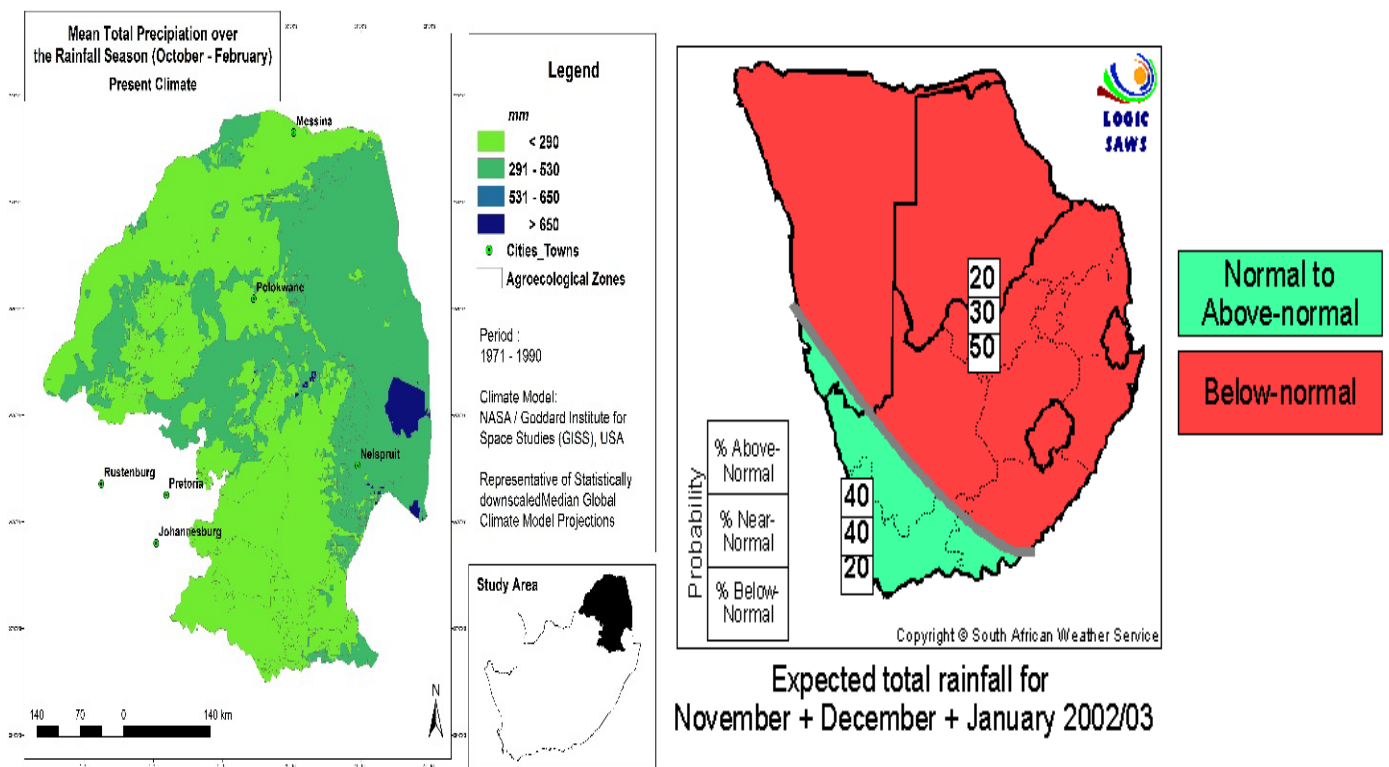 Mean Total Precipiation over
the Rainfall Season (October - February)
Present Climate
Messina
Polokwane
Nelspruit
Rustenburg
Pretoria
Johannesburg
140 70 0 140 km
N
Legend
mm
< 290
291 - 530
531 - 650
> 650
Cities_Towns
Agroecological Zones
Period :
1971 - 1990
Climate Model:
NASA / Goddard Institute for
Space Studies (GISS), USA
Representative of Statistically
downscaledMedian Global
Climate Model Projections
Study Area
LOGIC
SAWS
20
30
50
40
40
20
Probability
% Above-
Normal
% Near-
Normal
% Below-
Normal
Copyright © South African Weather Service
Expected total rainfall for
November + December + January 2002/03
Normal to
Above-normal
Below-normal